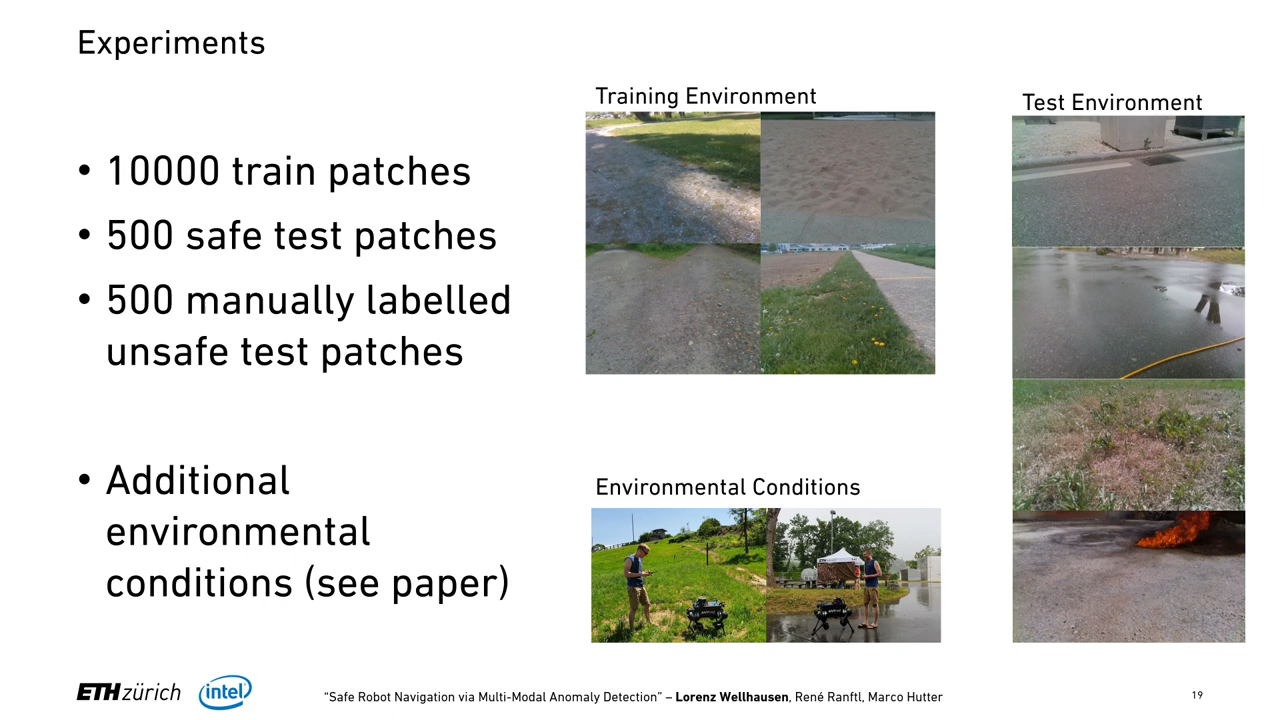 Experiments
• 10000 train patches
• 500 safe test patches
• 500 manually labelled
unsafe test patches
• Additional
environmental
conditions (see paper)
Training Environment
Environmental Conditions
Test Environment
ETH zürich
intel
“Safe Robot Navigation via Multi-Modal Anomaly Detection” – Lorenz Wellhausen, René Ranftl, Marco Hutter
19